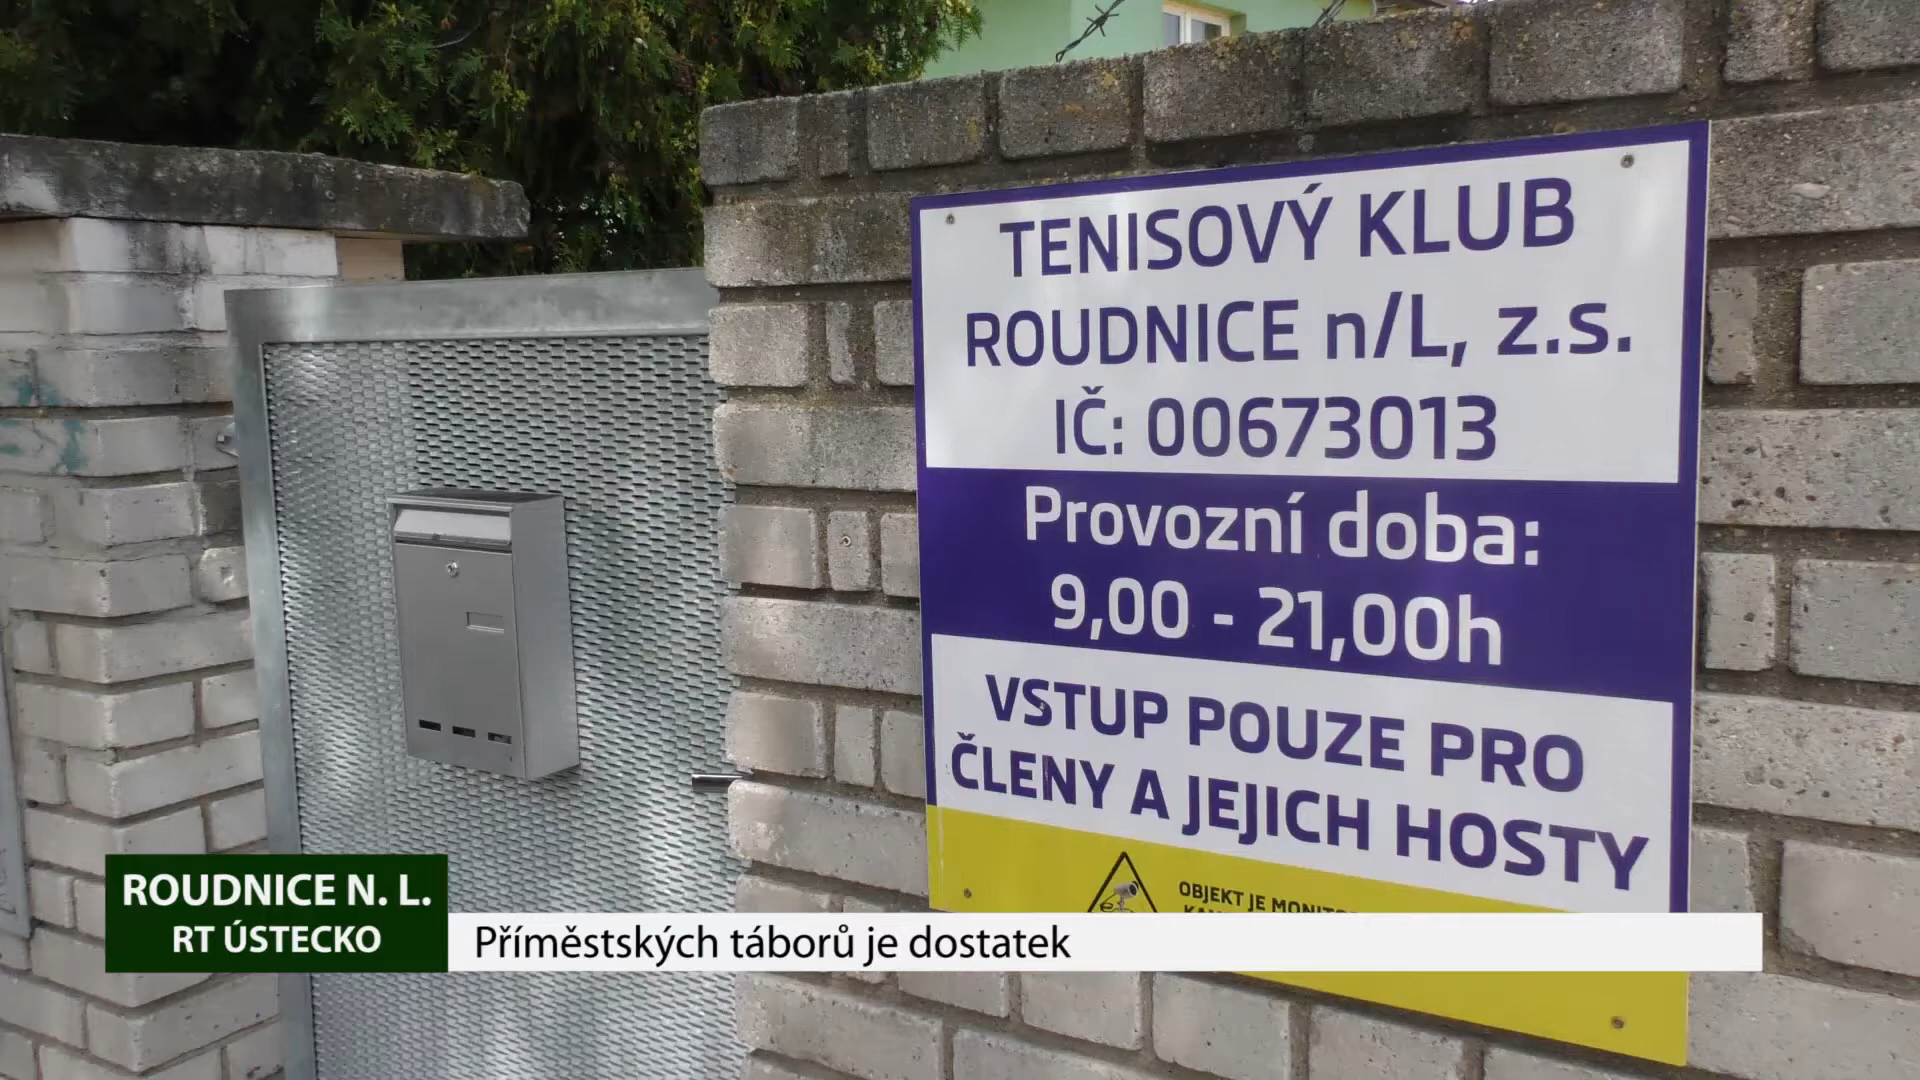 TENISOVÝ KLUB
ROUDNICE n/L, z.s.
IČ: 00673013
Provozní doba:
9,00 - 21,00h
VSTUP POUZE PRO
ČLENY A JEJICH HOSTY
OBJEKT JE
ROUDNICE N. L.
RT ÚSTECKO
Příměstských táborů je dostatek